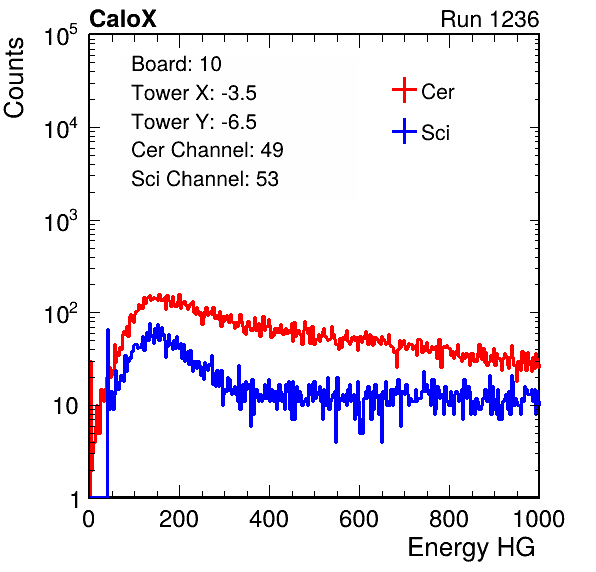 CaloX
Run 1236
Counts
Board: 10
Tower X: -3.5
Tower Y: -6.5
Cer Channel: 49
Sci Channel: 53
Cer
Sci
10^5
10^4
10^3
10^2
10
1
0 200 400 600 800 1000
Energy HG